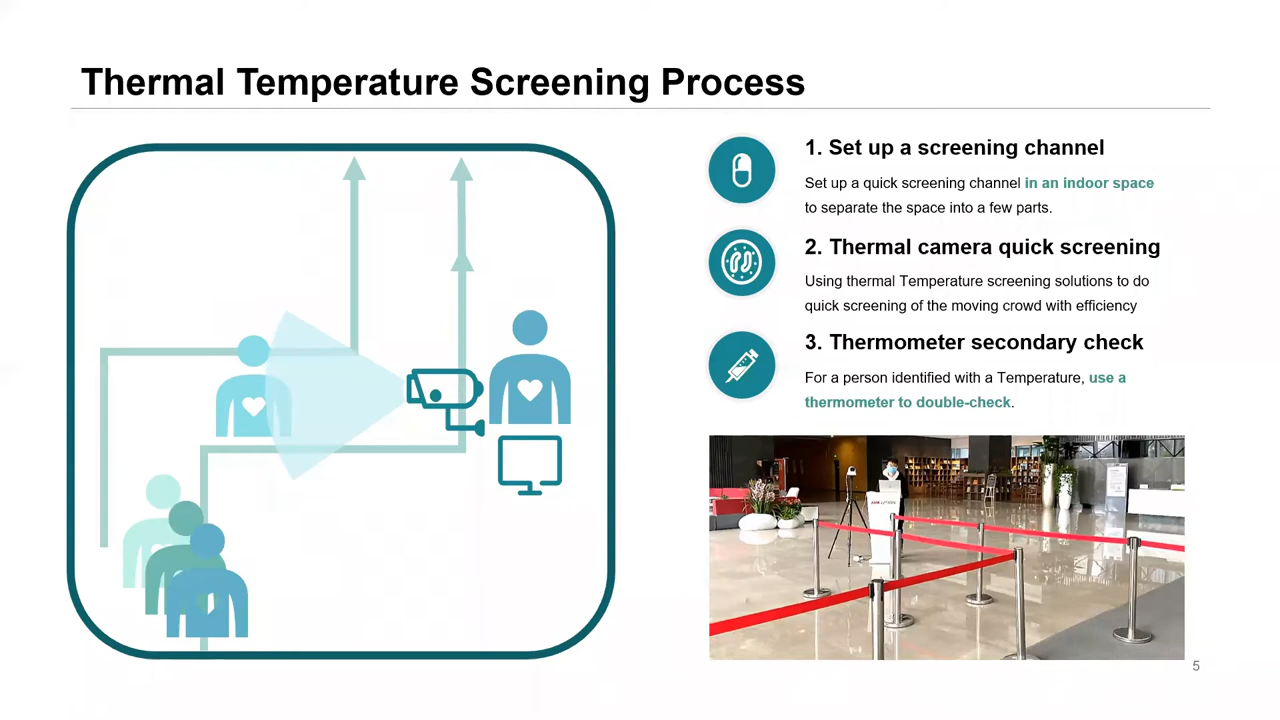 Thermal Temperature Screening Process
1. Set up a screening channel
Set up a quick screening channel in an indoor space
to separate the space into a few parts.
2. Thermal camera quick screening
Using thermal Temperature screening solutions to do
quick screening of the moving crowd with efficiency
3. Thermometer secondary check
For a person identified with a Temperature, use a
thermometer to double-check.
5